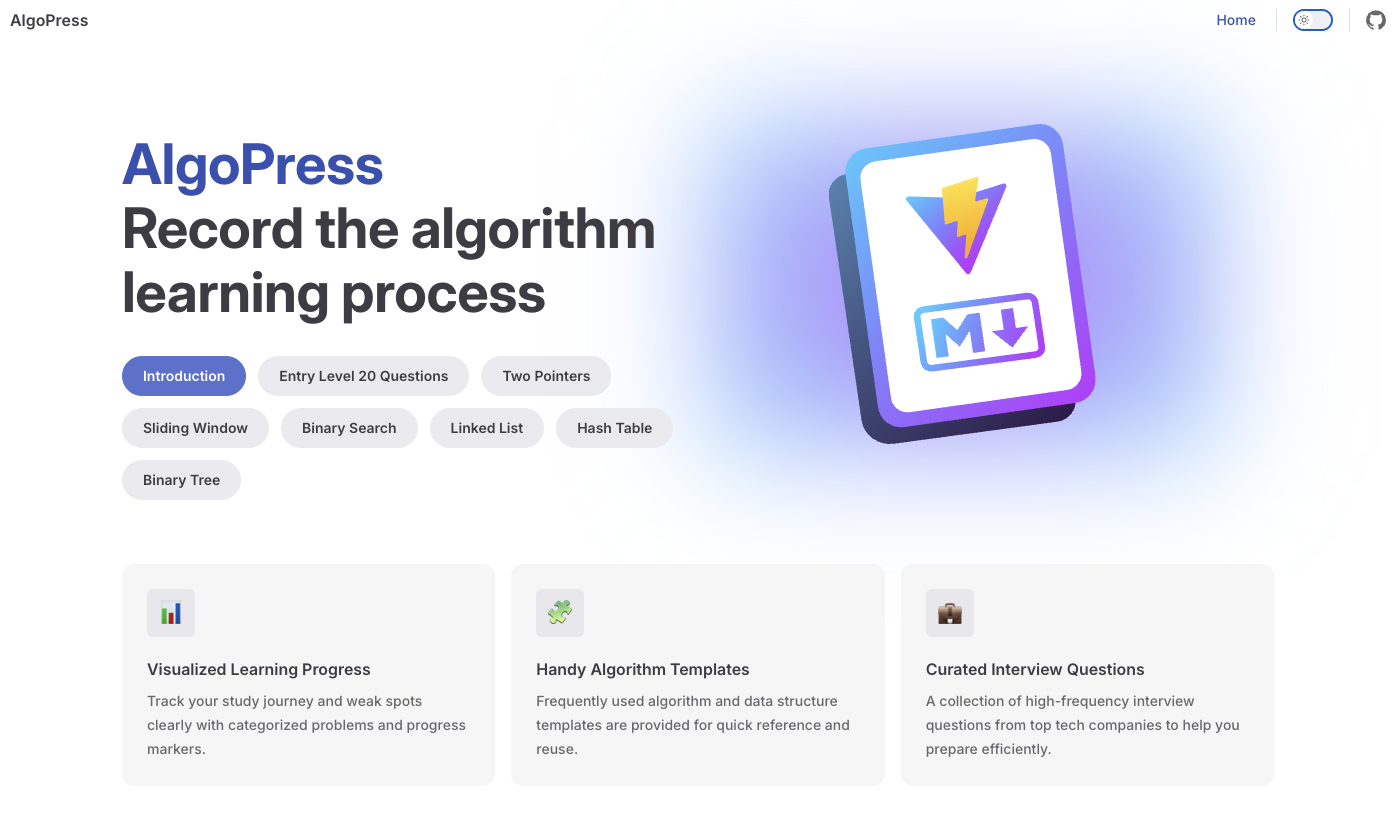 AlgoPress
Home
AlgoPress
Record the algorithm
learning process
Introduction
Entry Level 20 Questions
Two Pointers
Sliding Window
Binary Search
Linked List
Hash Table
Binary Tree
M
Visualized Learning Progress
Track your study journey and weak spots
clearly with categorized problems and progress
markers.
Handy Algorithm Templates
Frequently used algorithm and data structure
templates are provided for quick reference and
reuse.
Curated Interview Questions
A collection of high-frequency interview
questions from top tech companies to help you
prepare efficiently.